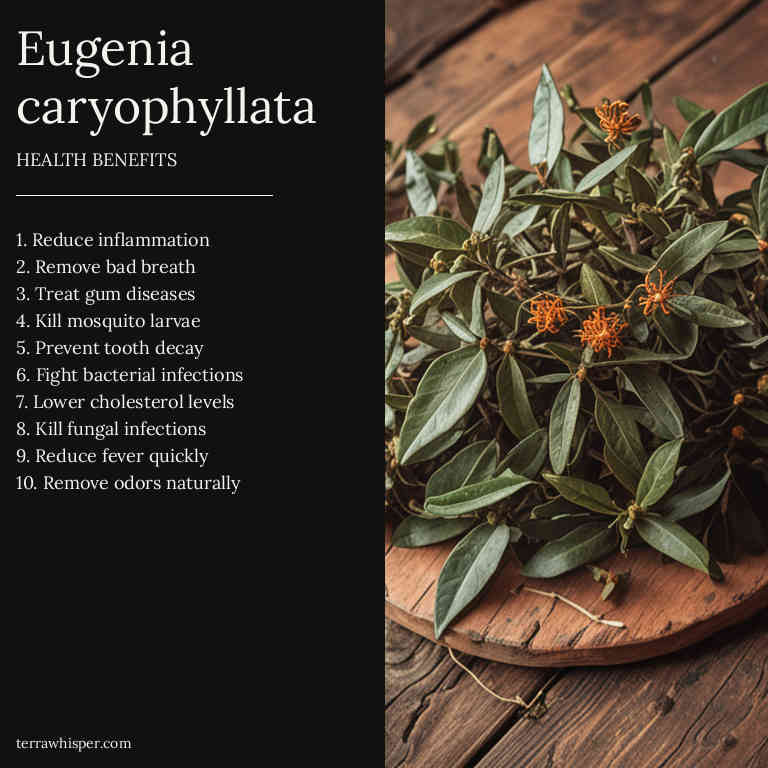 Eugenia
caryophyllata
HEALTH BENEFITS
1. Reduce inflammation
2. Remove bad breath
3. Treat gum diseases
4. Kill mosquito larvae
5. Prevent tooth decay
6. Fight bacterial infections
7. Lower cholesterol levels
8. Kill fungal infections
9. Reduce fever quickly
10. Remove odors naturally
terrawhisper.com